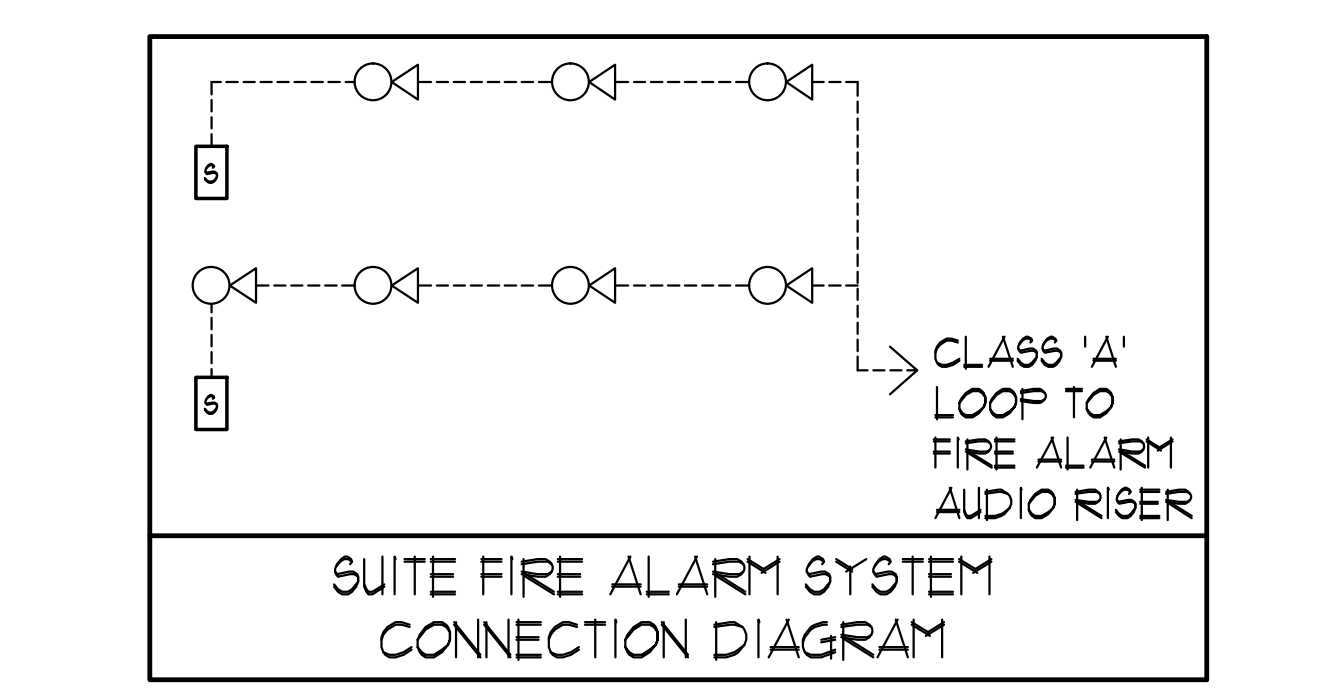 S
S
CLASS 'A'
LOOP TO
FIRE ALARM
AUDIO RISER
SUITE FIRE ALARM SYSTEM
CONNECTION DIAGRAM